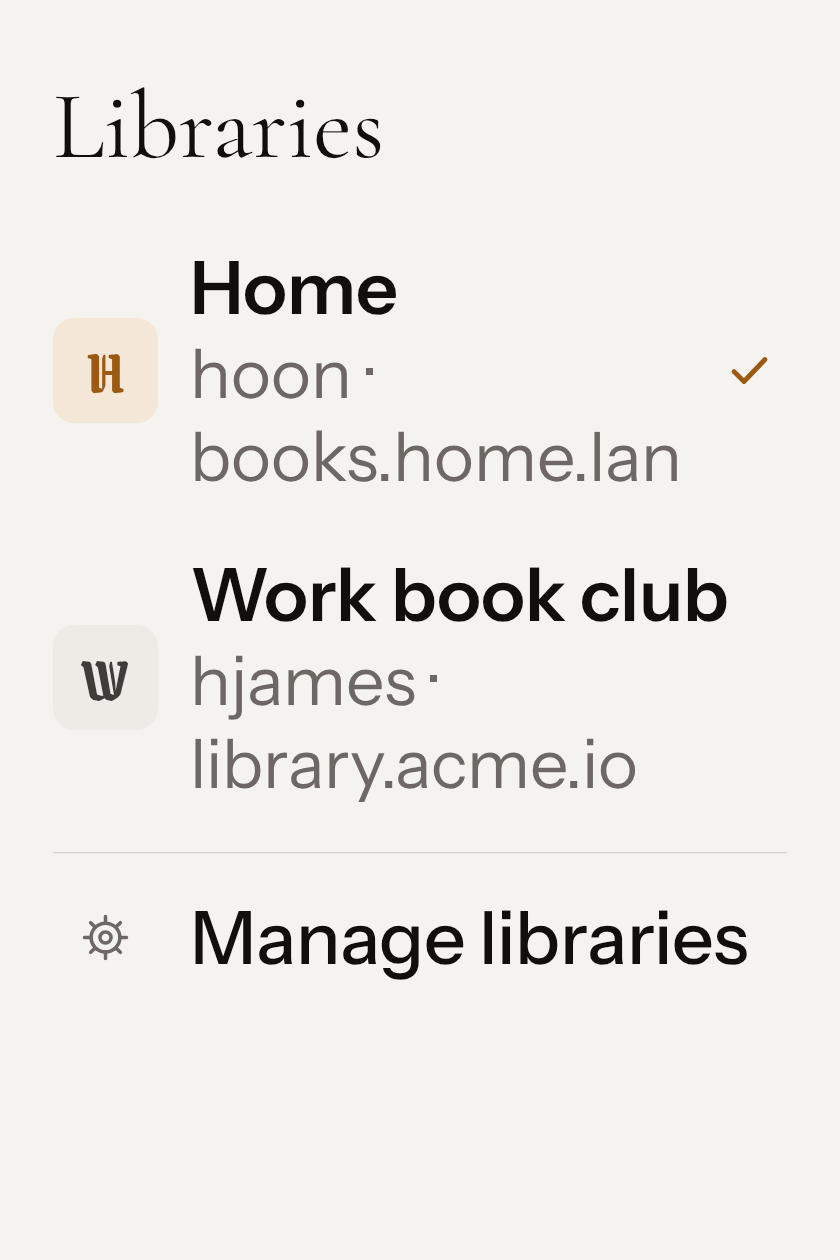 Libraries
Home
H
hoon ·
books.home.lan
Work book club
W
hjames ·
library.acme.io
Manage libraries